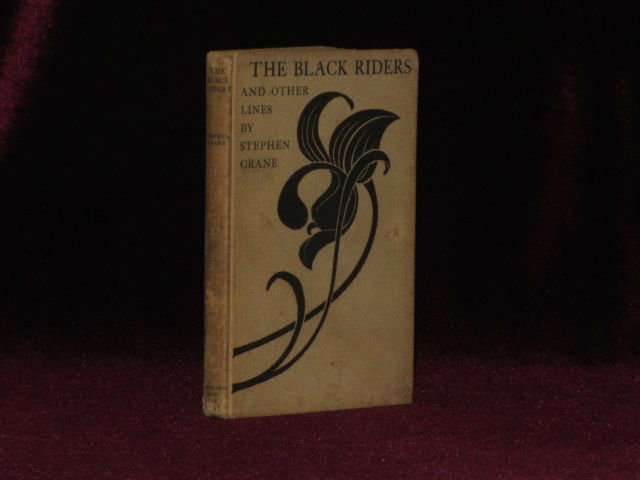 THE
BLACK
RIDERS
STEPHEN
CRANE
THE BLACK RIDERS
AND OTHER
LINES
BY
STEPHEN
CRANE